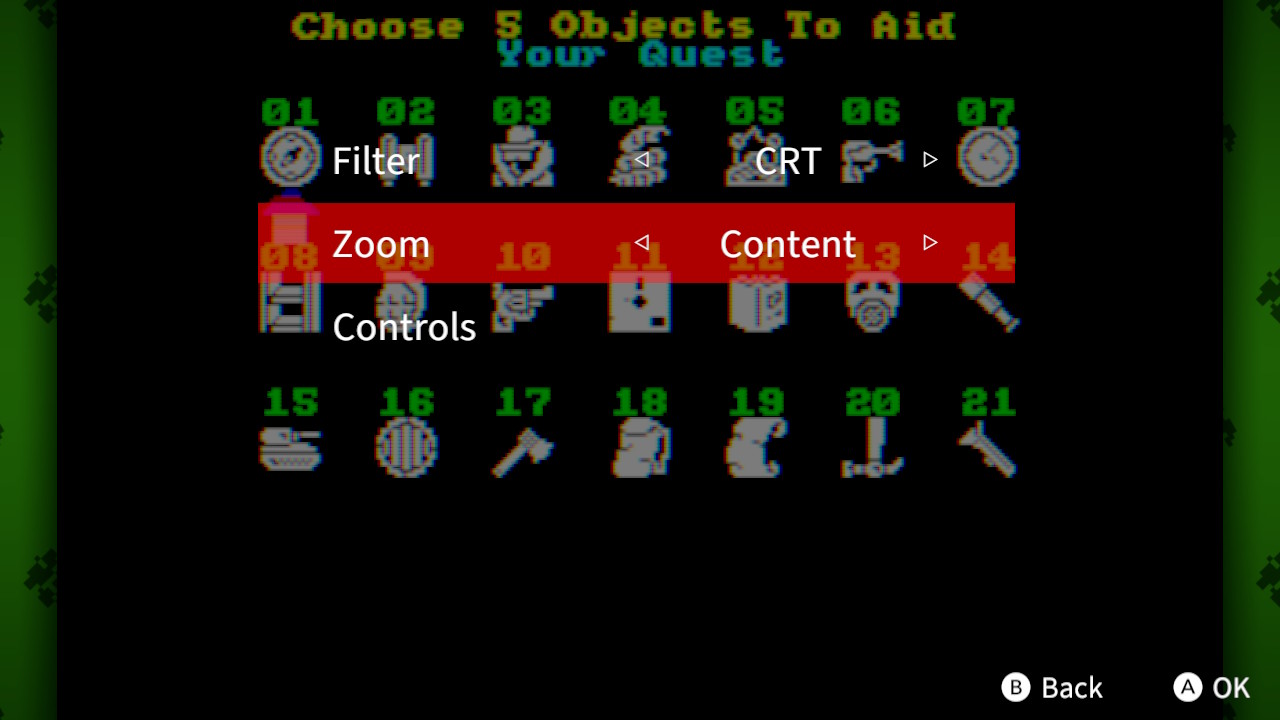 Choose 5 Objects To Aid
Your Quest
01 02 03 04 05 06 07
Filter CRT
Zoom Content
08 09 10 11 12 13 14
Controls
15 16 17 18 19 20 21
B Back A OK